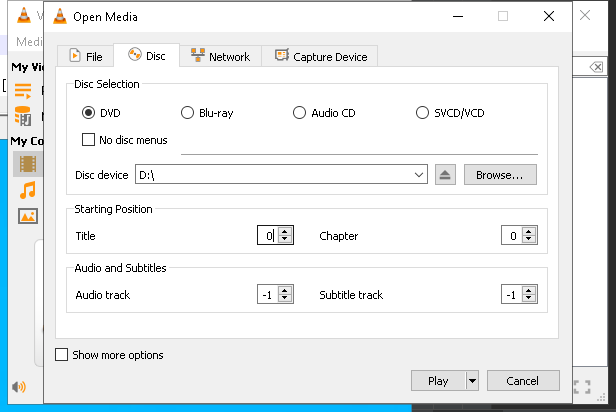 Open Media
Medi
File
Disc
Network
Capture Device
My Vi
Disc Selection
DVD
Blu-ray
Audio CD
SVCD/VCD
No disc menus
My Co
Disc device
D:\
Browse...
Starting Position
Title
0
Chapter
0
Audio and Subtitles
Audio track
-1
Subtitle track
-1
Show more options
Play
Cancel